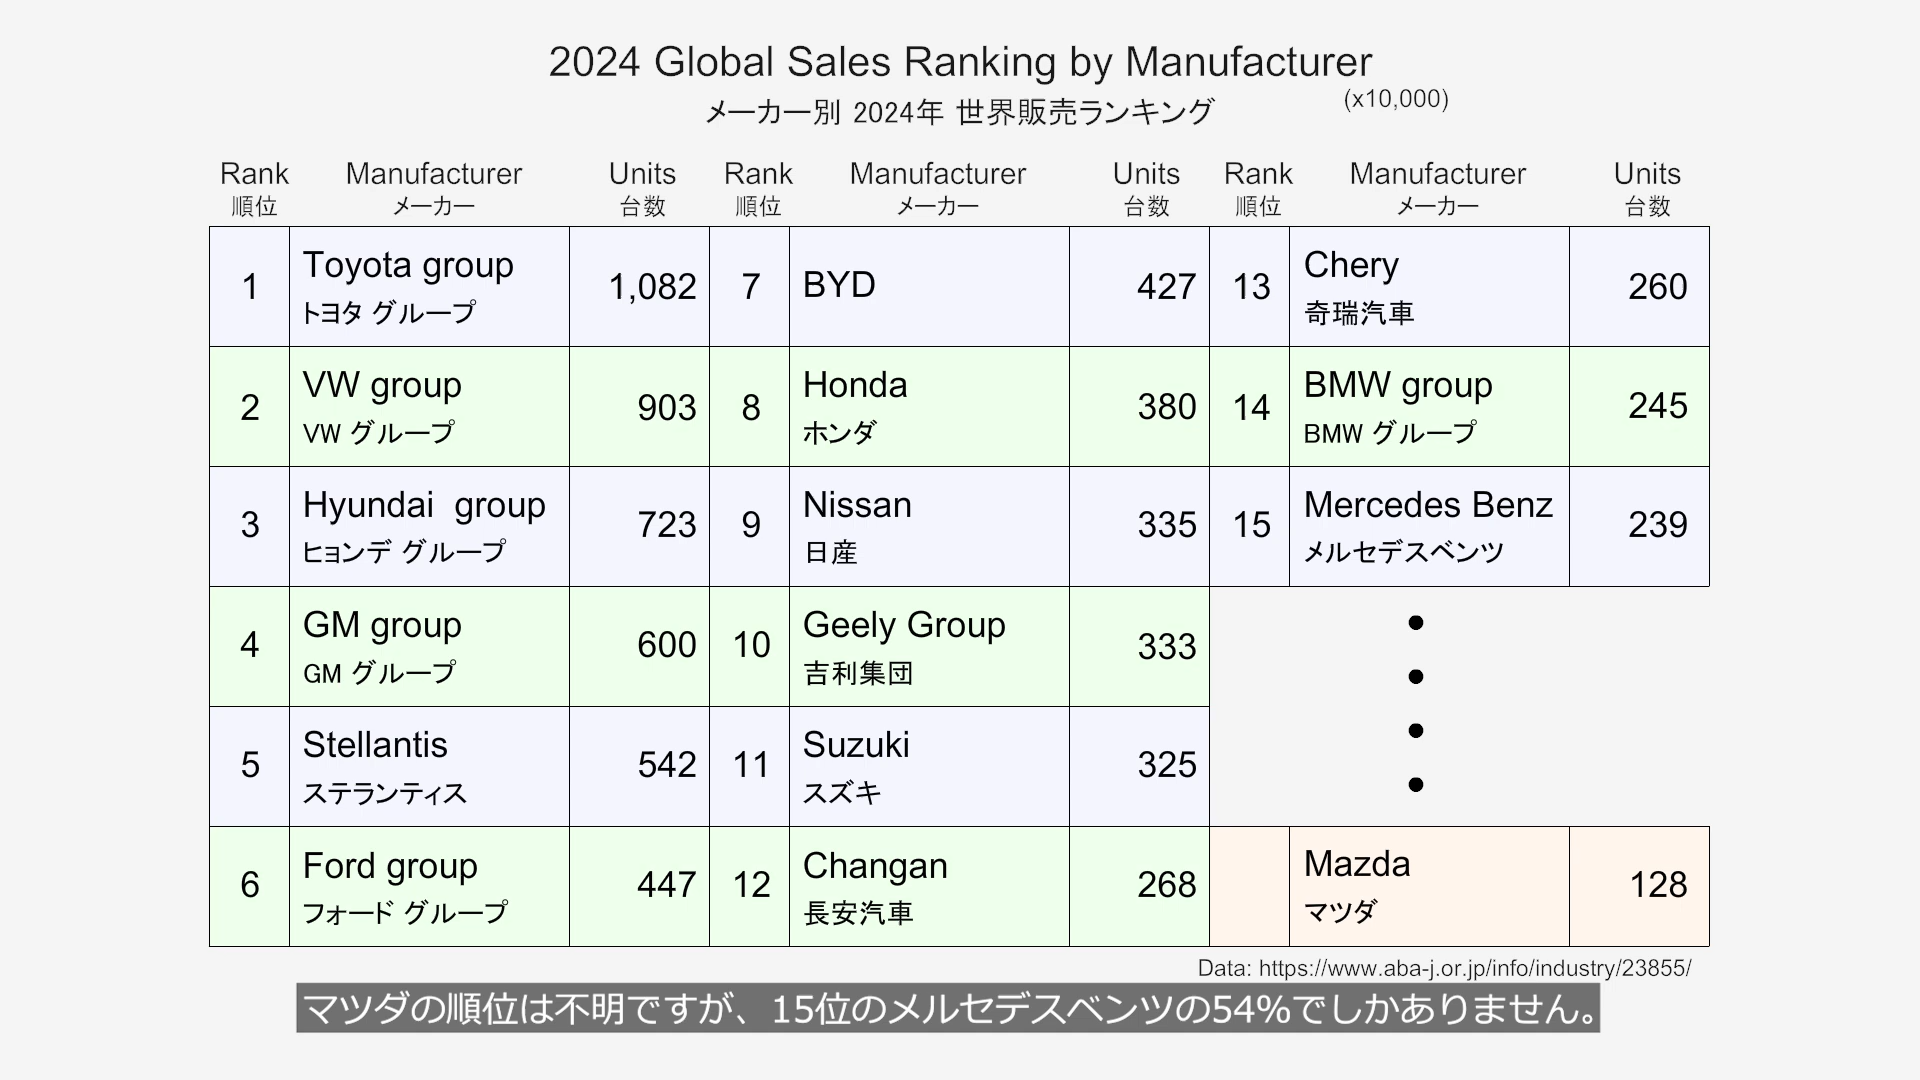 2024 Global Sales Ranking by Manufacturer
メーカー別 2024年 世界販売ランキング
(x10,000)
Rank Manufacturer Units Rank Manufacturer Units Rank Manufacturer Units
順位 メーカー 台数 順位 メーカー 台数 順位 メーカー 台数
1 Toyota group 1,082 7 BYD 427 13 Chery 260
トヨタ グループ 奇瑞汽車
2 VW group 903 8 Honda 380 14 BMW group 245
VW グループ ホンダ BMW グループ
3 Hyundai group 723 9 Nissan 335 15 Mercedes Benz 239
ヒョンデ グループ 日産 メルセデスベンツ
4 GM group 600 10 Geely Group 333
GM グループ 吉利集団
5 Stellantis 542 11 Suzuki 325
ステランティス スズキ
6 Ford group 447 12 Changan 268 Mazda 128
フォード グループ 長安汽車 マツダ
Data: https://www.aba-j.or.jp/info/industry/23855/
マツダの順位は不明ですが、15位のメルセデスベンツの54%でしかありません。